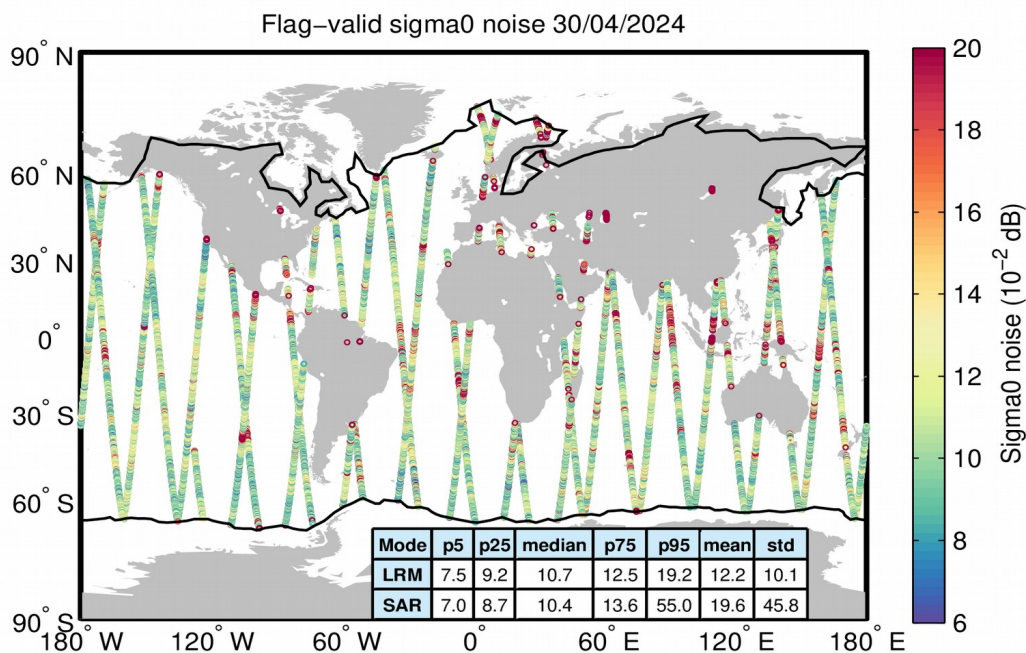 Flag-valid sigma0 noise 30/04/2024
90° N
60° N
30° N
0°
30° S
60° S
90° S
180° W
120° W
60° W
0°
60° E
120° E
180° E
Mode p5 p25 median p75 p95 mean std
LRM 7.5 9.2 10.7 12.5 19.2 12.2 10.1
SAR 7.0 8.7 10.4 13.6 55.0 19.6 45.8
20
18
16
14
12
10
8
6
Sigma0 noise (10⁻² dB)